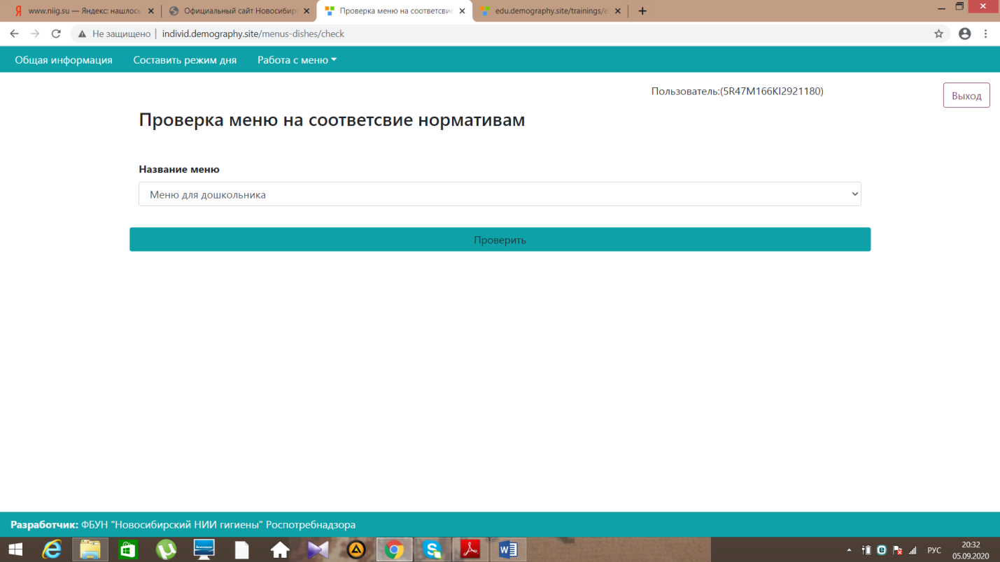 www.niig.su — Яндекс: нашлось
Официальный сайт Новосибир
Проверка меню на соответсвие
edu.demography.site/trainings/e
Не защищено
individ.demography.site/menus-dishes/check
Общая информация
Составить режим дня
Работа с меню
Пользователь:(5R47M166KI2921180)
Выход
Проверка меню на соответсвие нормативам
Название меню
Меню для дошкольника
Проверить
Разработчик: ФБУН "Новосибирский НИИ гигиены" Роспотребнадзора
РУС
20:32
05.09.2020